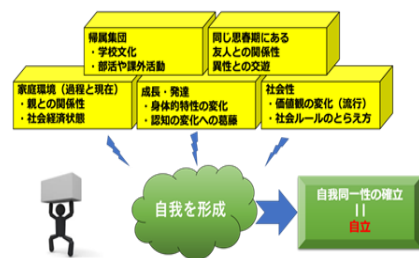 帰属集団
・学校文化
・部活や課外活動
同じ思春期にある
友人との関係性
異性との交遊
家庭環境（過程と現在）
・親との関係性
・社会経済状態
成長・発達
・身体的特性の変化
・認知の変化への葛藤
社会性
・価値観の変化（流行）
・社会ルールのとらえ方
自我を形成
自我同一性の確立
||
自立